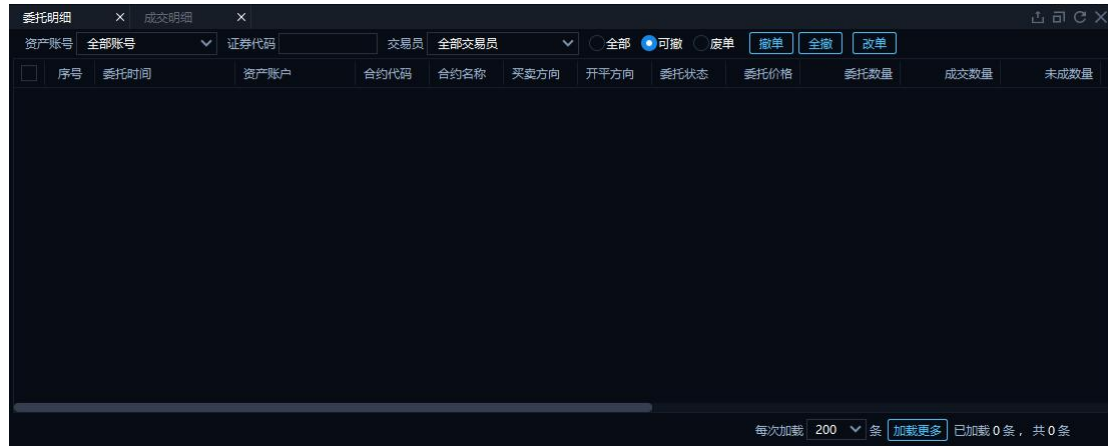 委托明细 成交明细
资产账号 全部账号 证券代码 交易员 全部交易员 全部 可撤 废单 撤单 全撤 改单
序号 委托时间 资产账户 合约代码 合约名称 买卖方向 开平方向 委托状态 委托价格 委托数量 成交数量 未成数量
每次加载 200 条 加载更多 已加载0条，共0条